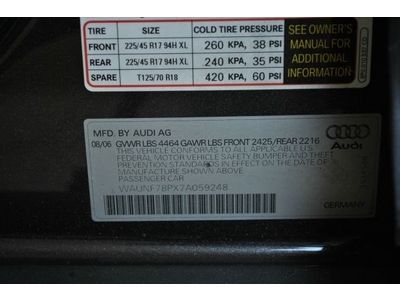 TIRE SIZE COLD TIRE PRESSURE
FRONT 225/45 R17 94H XL 260 KPA, 38 PSI
REAR 225/45 R17 94H XL 240 KPA, 35 PSI
SPARE T125/70 R18 420 KPA, 60 PSI
SEE OWNER'S
MANUAL FOR
ADDITIONAL
INFORMATION
MFD. BY AUDI AG
08/06 GVWR LBS 4464 GAWR LBS FRONT 2425/REAR 2216
THIS VEHICLE CONFORMS TO ALL APPLICABLE
FEDERAL MOTOR VEHICLE SAFETY BUMPER AND THEFT
PREVENTION STANDARDS IN EFFECT ON THE DATE OF
MANUFACTURE SHOWN ABOVE.
WAUNF78PX7A059248
PASSENGER CAR
Audi
GERMANY